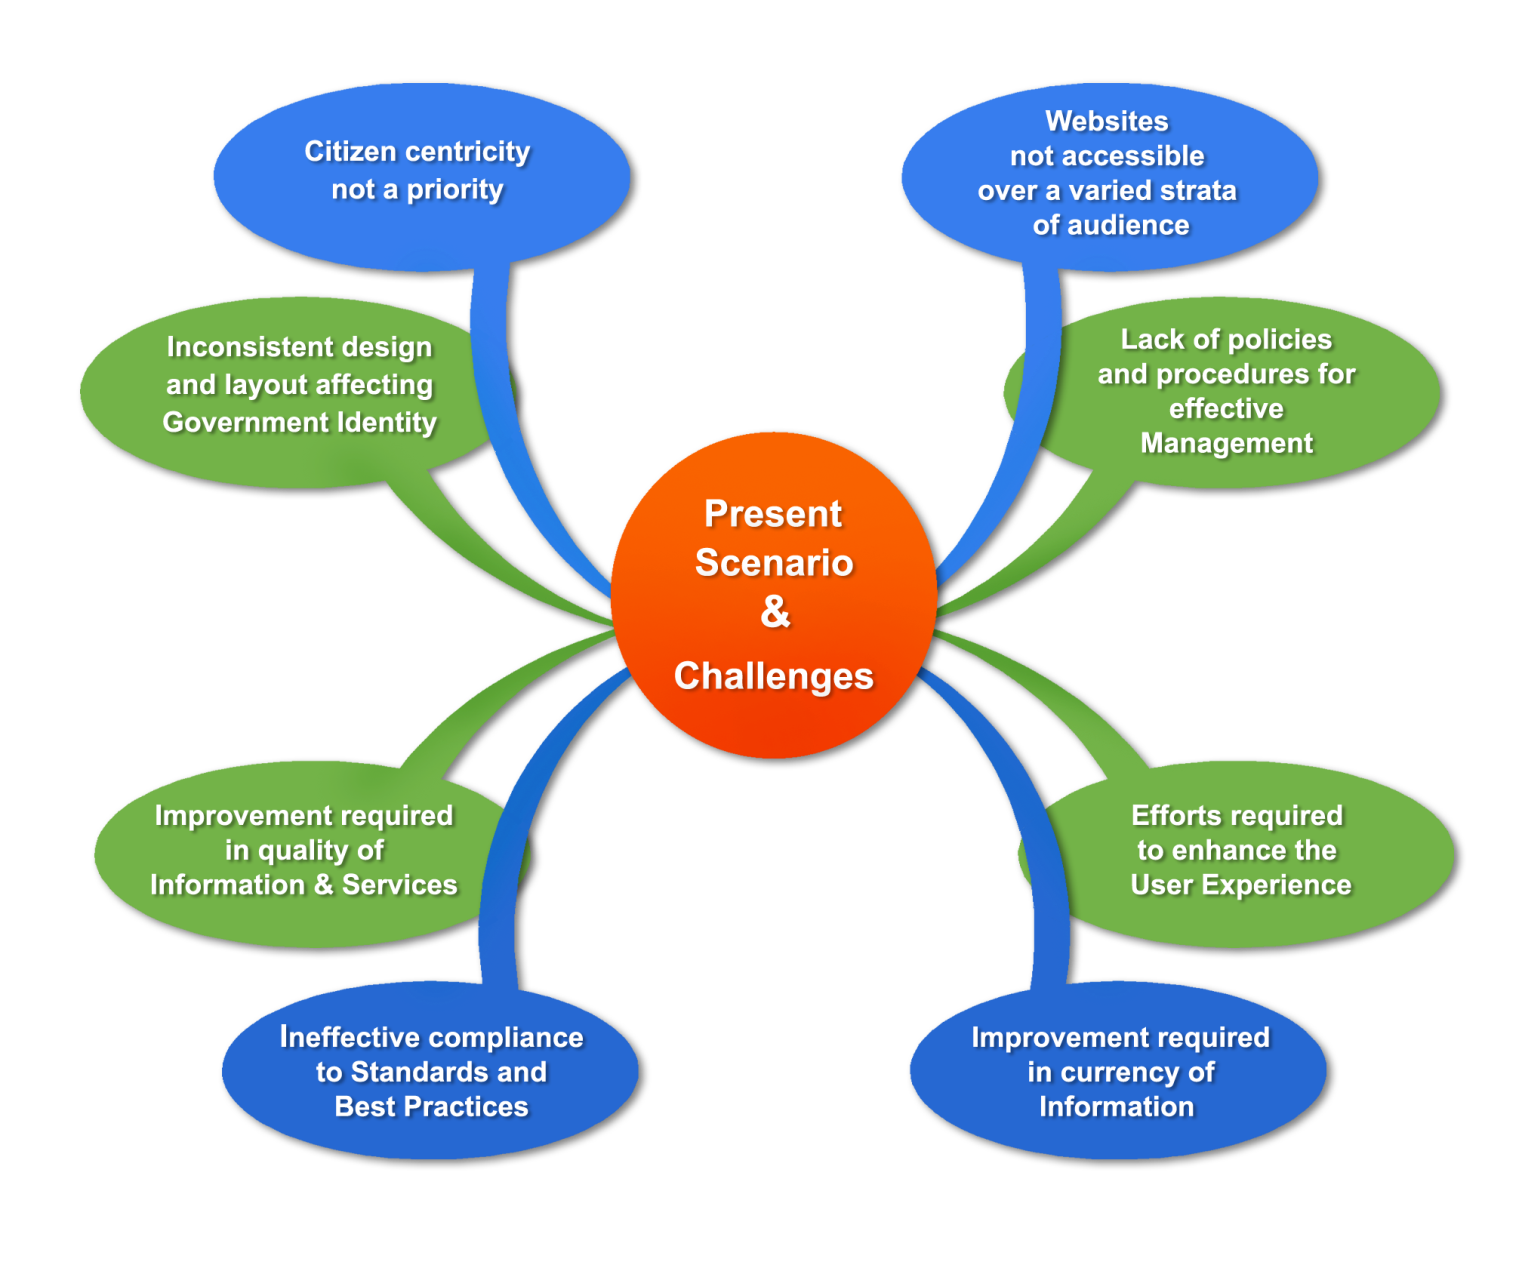 Citizen centricity
not a priority
Websites
not accessible
over a varied strata
of audience
Inconsistent design
and layout affecting
Government Identity
Lack of policies
and procedures for
effective
Management
Present
Scenario
&
Challenges
Improvement required
in quality of
Information & Services
Efforts required
to enhance the
User Experience
Ineffective compliance
to Standards and
Best Practices
Improvement required
in currency of
Information